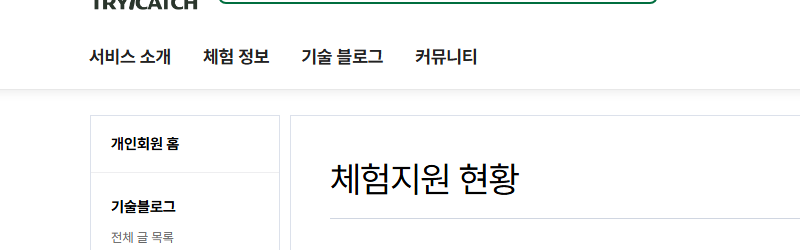 TRY/CATCH
서비스 소개 체험 정보 기술 블로그 커뮤니티
개인회원 홈
체험지원 현황
기술블로그
전체 글 목록